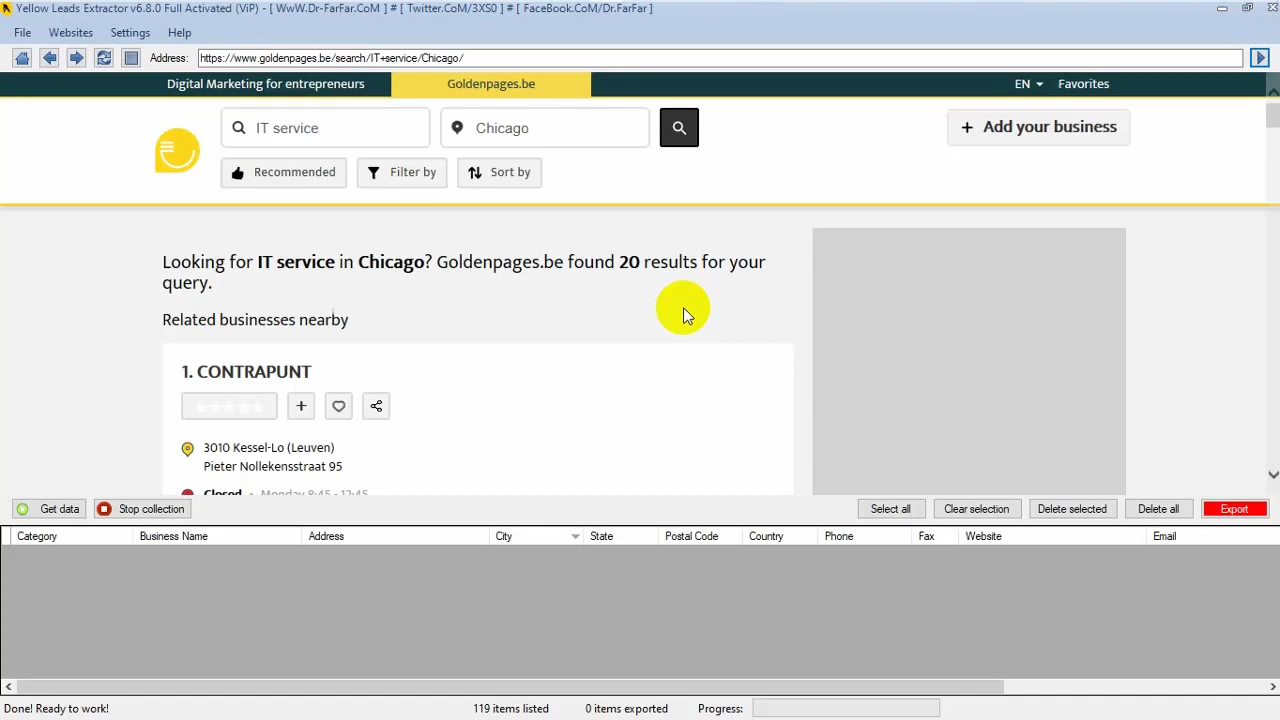 Yellow Leads Extractor v6.8.0 Full Activated (ViP) - [ WwW.Dr-FarFar.CoM ] # [ Twitter.CoM/3XS0 ] # [ FaceBook.CoM/Dr.FarFar ]
File Websites Settings Help
Address: https://www.goldenpages.be/search/IT+service/Chicago/
Digital Marketing for entrepreneurs Goldenpages.be EN Favorites
IT service Chicago + Add your business
Recommended Filter by Sort by
Looking for IT service in Chicago? Goldenpages.be found 20 results for your
query.
Related businesses nearby
1. CONTRAPUNT
3010 Kessel-Lo (Leuven)
Pieter Nollekensstraat 95
Closed - Monday 8:45 - 12:45
Get data Stop collection Select all Clear selection Delete selected Delete all Export
Category Business Name Address City State Postal Code Country Phone Fax Website Email
Done! Ready to work! 119 items listed 0 items exported Progress: